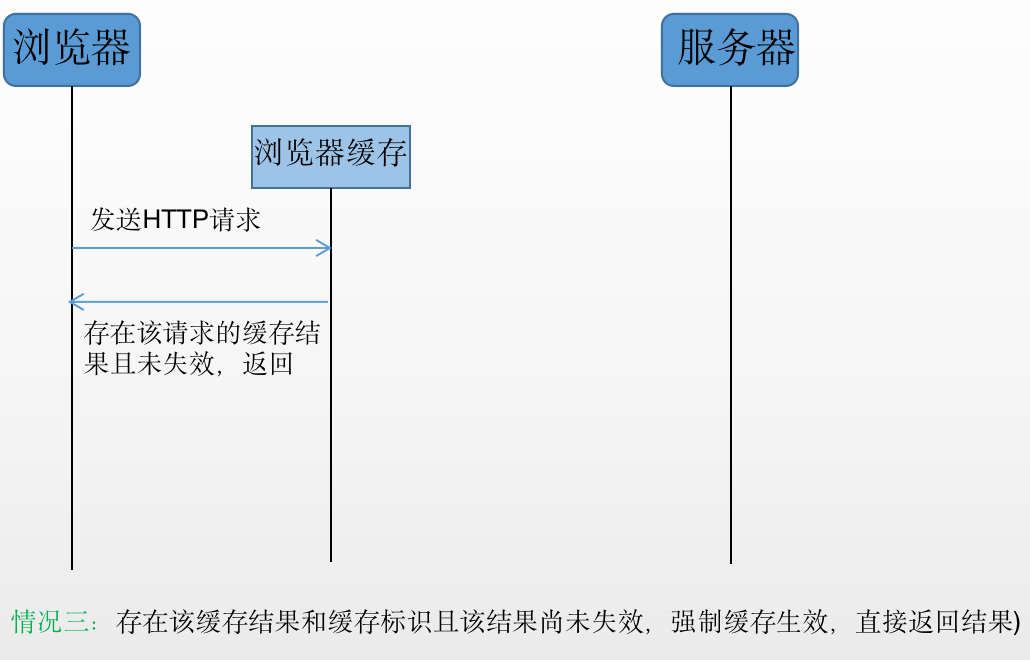 浏览器
服务器
浏览器缓存
发送HTTP请求
存在该请求的缓存结
果且未失效，返回
情况三：存在该缓存结果和缓存标识且该结果尚未失效，强制缓存生效，直接返回结果)